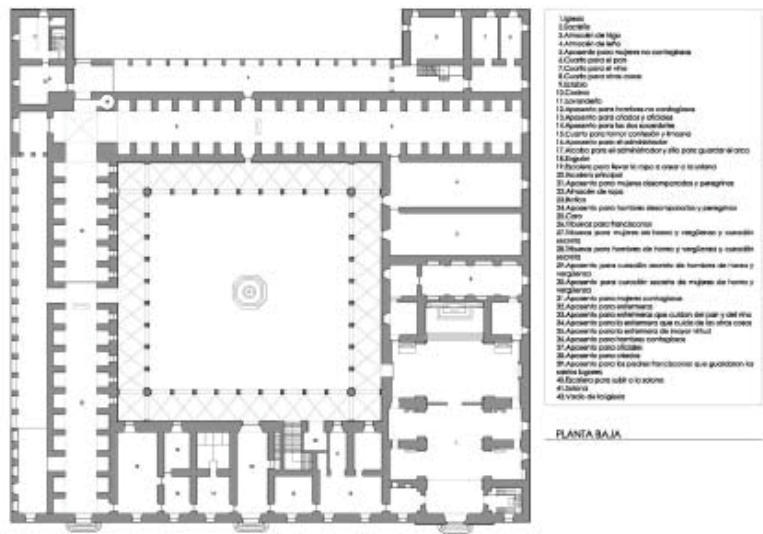 1.Iglesia
2.Sacristía
3.Almacén de trigo
4.Almacén de leña
5.Aposento para mujeres no contagiosas
6.Cuarto para el pan
7.Cuarto para el vino
8.Cuarto para otras cosas
9.Establo
10.Cocina
11.Lavandería
12.Aposento para hombres no contagiosos
13.Aposento para criados y oficiales
14.Aposento para los dos sacerdotes
15.Cuarto para tomar confesión y limosna
16.Aposento para el administrador
17.Alcoba para el administrador y sitio para guardar el arca
18.Zaguán
19.Escalera para llevar la ropa a orear a la solana
20.Escalera principal
21.Aposento para mujeres desamparadas y peregrinas
22.Almacén de ropa
23.Botica
24.Aposento para hombres desamparados y peregrinos
25.Coro
26.Tribunas para franciscanos
27.Tribunas para mujeres de honra y vergüenza y curación
secreta
28.Tribunas para hombres de honra y vergüenza y curación
secreta
29.Aposento para curación secreta de hombres de honra y
vergüenza
30.Aposento para curación secreta de mujeres de honra y
vergüenza
31.Aposento para mujeres contagiosas
32.Aposento para enfermeras
33.Aposento para enfermeras que cuidan del pan y del vino
34.Aposento para la enfermera que cuida de las otras cosas
35.Aposento para la enfermera de mayor virtud
36.Aposento para hombres contagiosos
37.Aposento para oficiales
38.Aposento para criados
39.Aposento para los padres franciscanos que guardaron los
santos lugares
40.Escalera para subir a la solana
41.Solana
42.Vacío de la iglesia
PLANTA BAJA